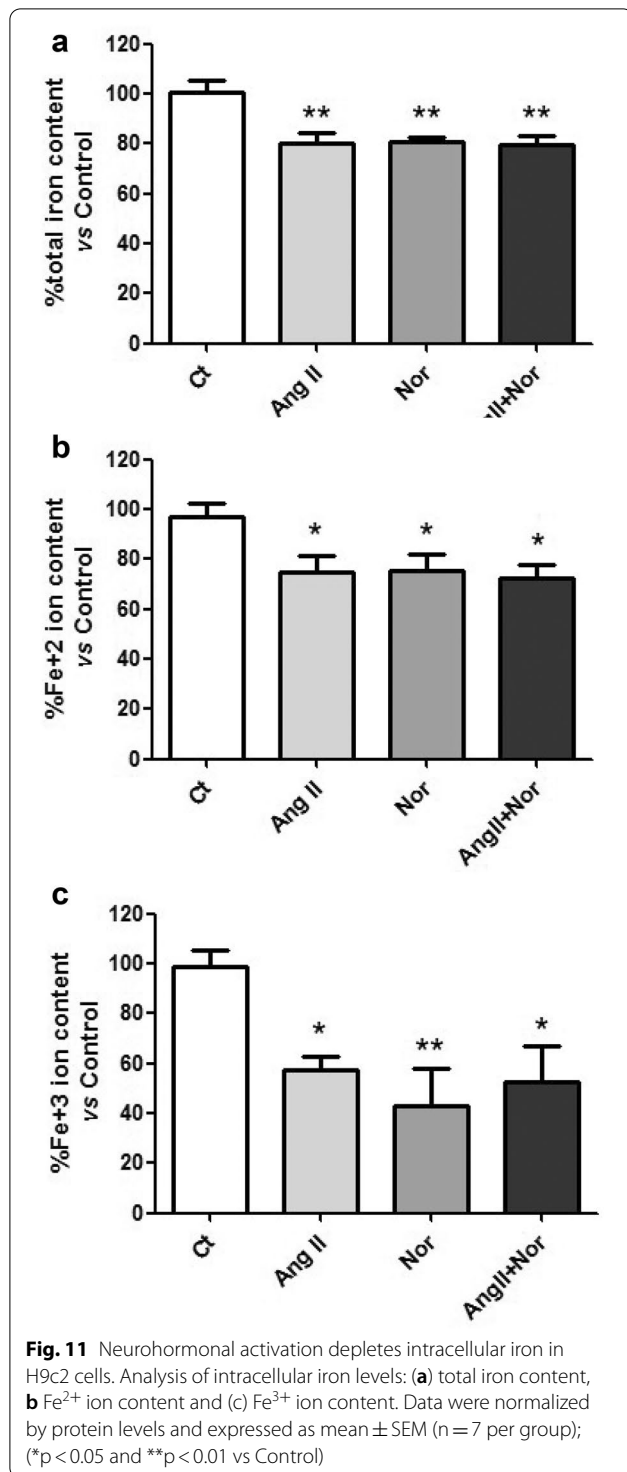 a
120
100
80
60
40
20
0
%total iron content
vs Control
** ** **
Ct Ang II Nor II+Nor
b
120
100
80
60
40
20
0
%Fe+2 ion content
vs Control
* * *
Ct Ang II Nor AngII+Nor
c
120
100
80
60
40
20
0
%Fe+3 ion content
vs Control
* ** *
Ct Ang II Nor AngII+Nor
Fig. 11 Neurohormonal activation depletes intracellular iron in
H9c2 cells. Analysis of intracellular iron levels: (a) total iron content,
b Fe²⁺ ion content and (c) Fe³⁺ ion content. Data were normalized
by protein levels and expressed as mean ± SEM (n = 7 per group);
(*p < 0.05 and **p < 0.01 vs Control)